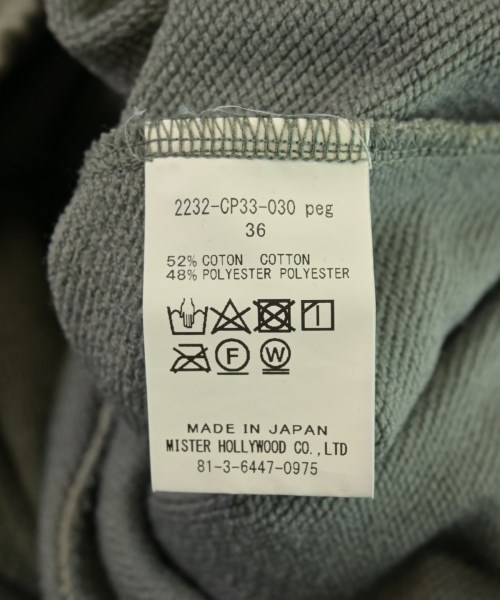 2232-CP33-030 peg
36
52% COTON COTTON
48% POLYESTER POLYESTER
F W
MADE IN JAPAN
MISTER HOLLYWOOD CO.,LTD
81-3-6447-0975